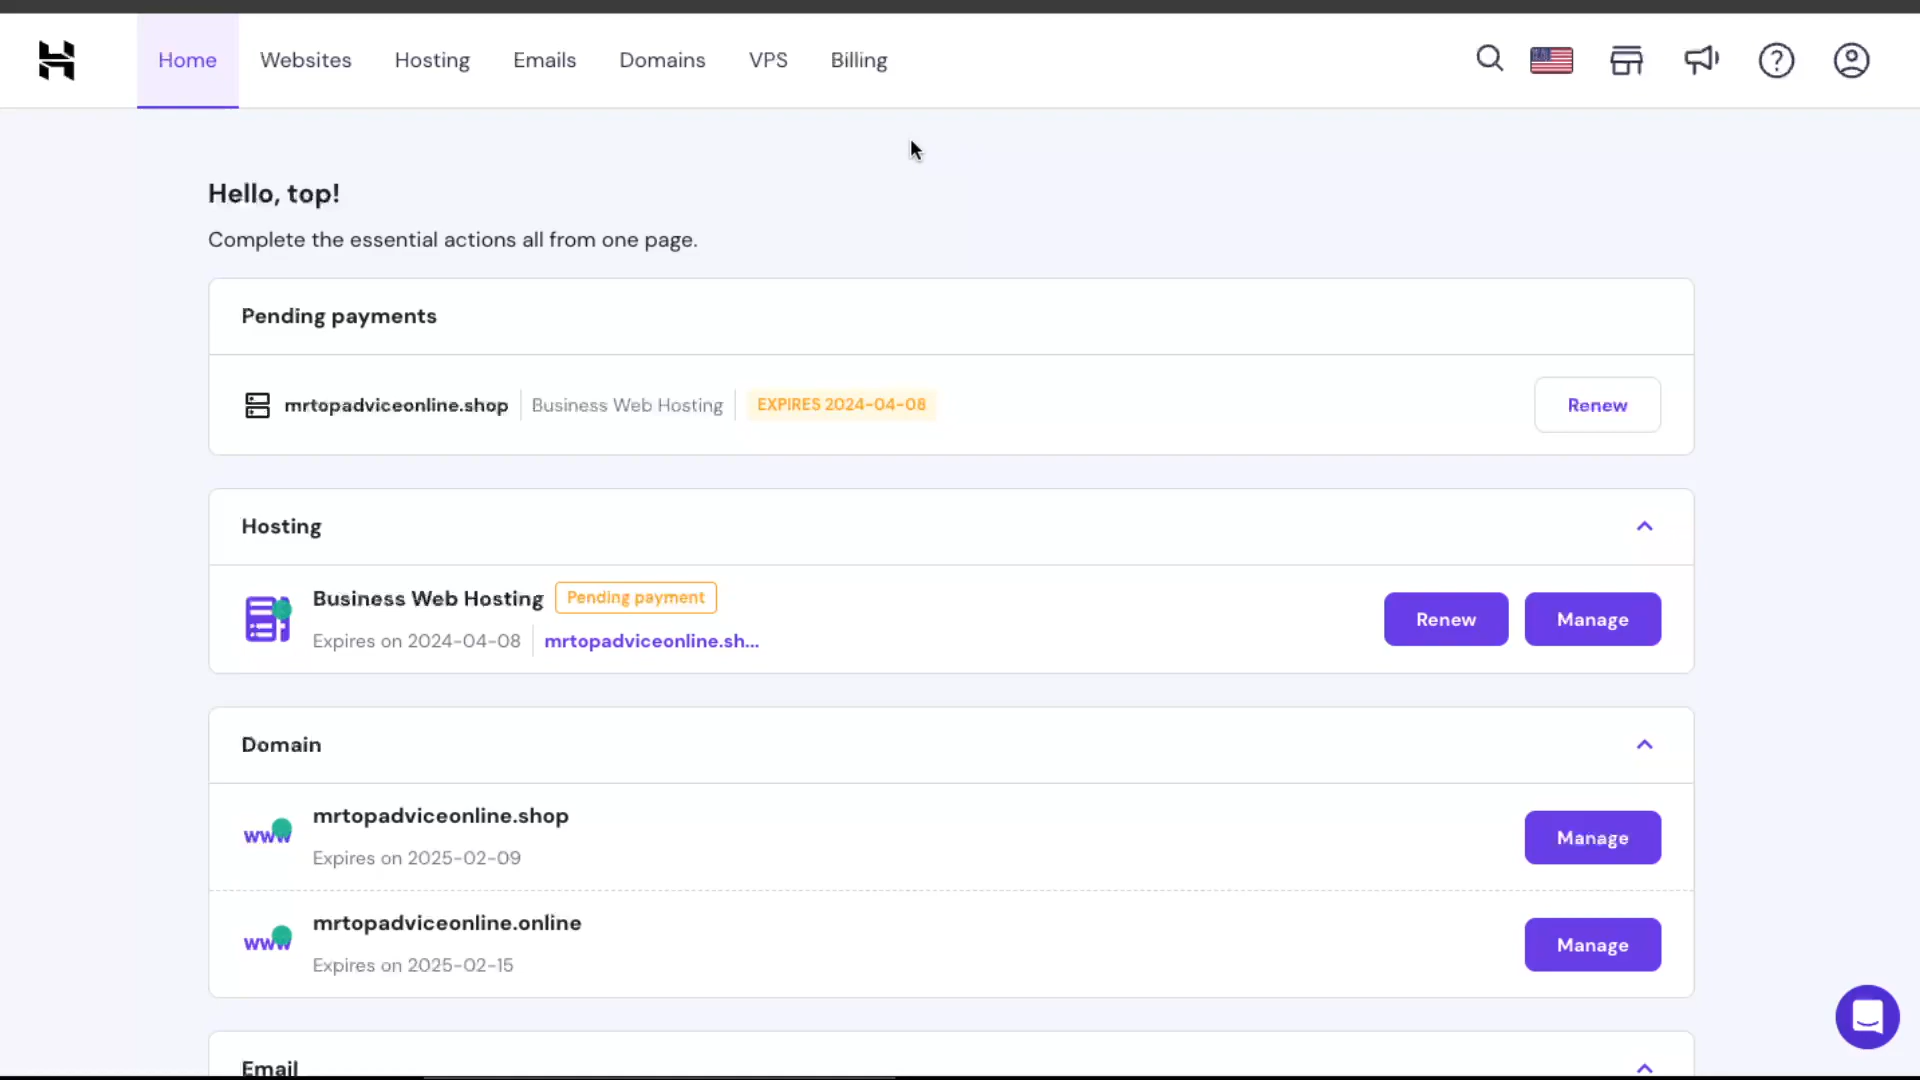 Home Websites Hosting Emails Domains VPS Billing
Hello, top!
Complete the essential actions all from one page.
Pending payments
mrtopadviceonline.shop Business Web Hosting EXPIRES 2024-04-08 Renew
Hosting
Business Web Hosting Pending payment
Expires on 2024-04-08 mrtopadviceonline.sh...
Renew Manage
Domain
www mrtopadviceonline.shop
Expires on 2025-02-09
Manage
www mrtopadviceonline.online
Expires on 2025-02-15
Manage
Email